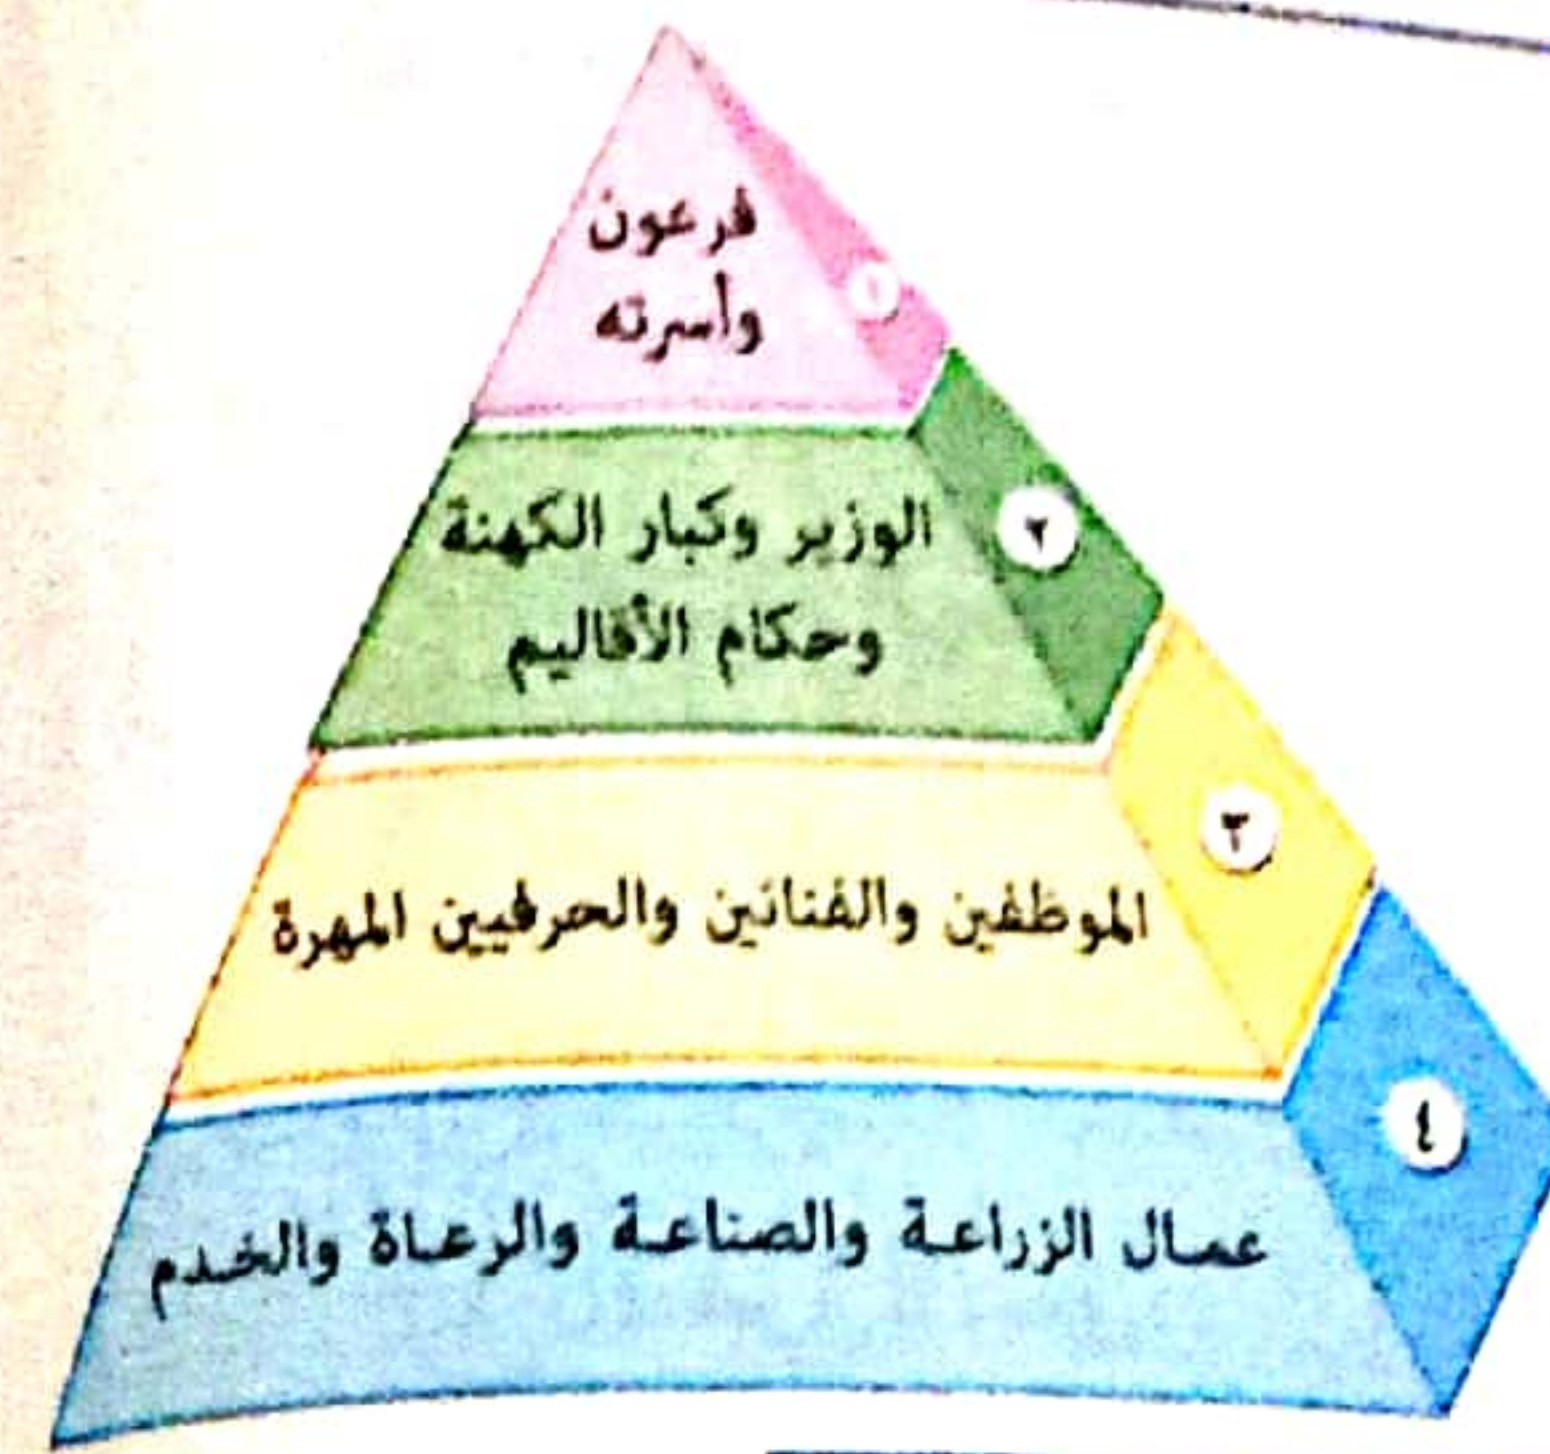 فرعون
وأسرته
١
الوزير وكبار الكهنة
وحكام الأقاليم
٢
الموظفين والفنانين والحرفيين المهرة
٣
عمال الزراعة والصناعة والرعاة والخدم
٤